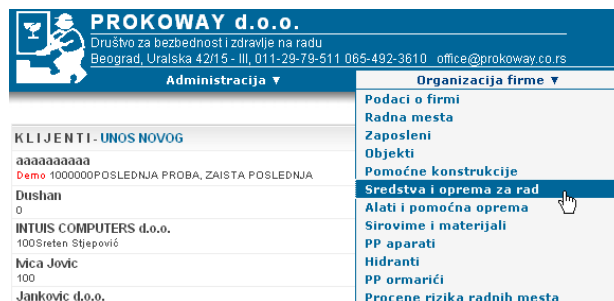 PROKOWAY d.o.o.
Društvo za bezbednost i zdravlje na radu
Beograd, Uralska 42/15 - III, 011-29-79-511 065-492-3610 office@prokoway.co.rs
Administracija ▼
Organizacija firme ▼
Podaci o firmi
Radna mesta
Zaposleni
Objekti
Pomoćne konstrukcije
Sredstva i oprema za rad
Alati i pomoćna oprema
Sirovime i materijali
PP aparati
Hidranti
PP ormarići
Procene rizika radnih mesta
KLIJENTI - UNOS NOVOG
aaaaaaaaaa
Demo 1000000POSLEDNJA PROBA, ZAISTA POSLEDNJA
Dushan
0
INTUIS COMPUTERS d.o.o.
100Sreten Stjepović
Ivica Jovic
100
Jankovic d.o.o.